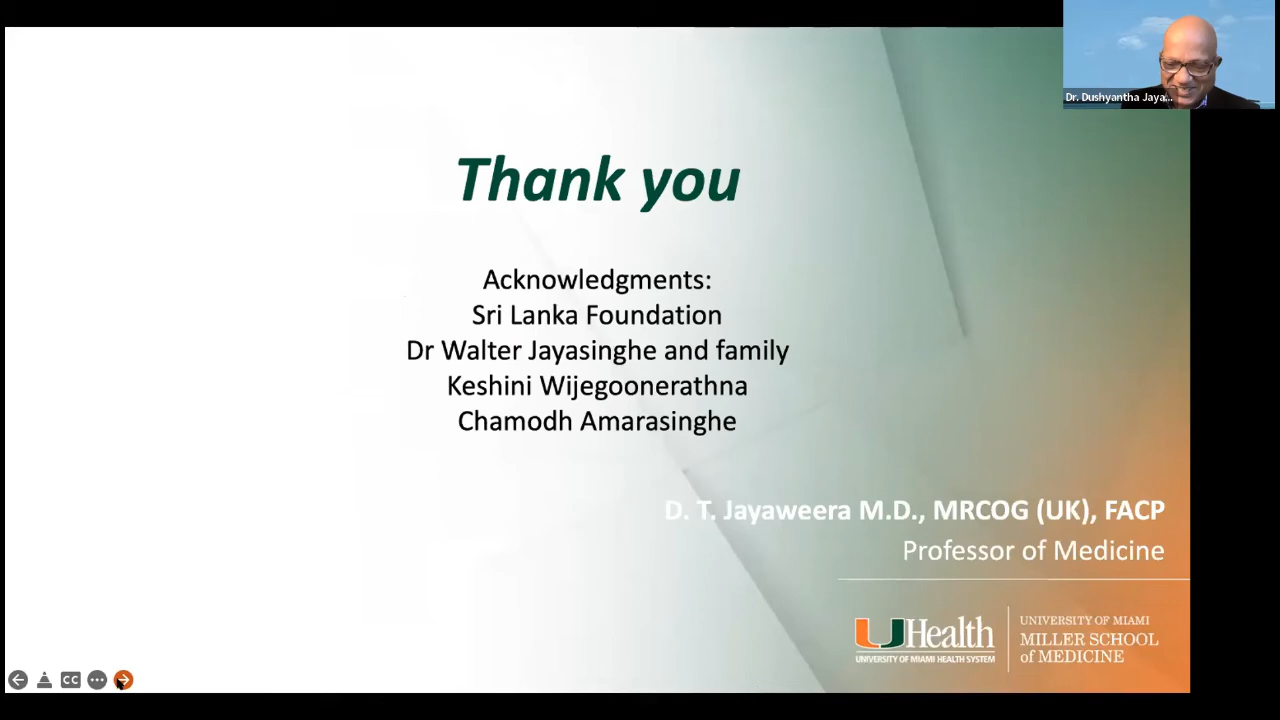 Dr. Dushyantha Jaya...
Thank you
Acknowledgments:
Sri Lanka Foundation
Dr Walter Jayasinghe and family
Keshini Wijegoonerathna
Chamodh Amarasinghe
D. T. Jayaweera M.D., MRCOG (UK), FACP
Professor of Medicine
UHealth
UNIVERSITY OF MIAMI HEALTH SYSTEM
UNIVERSITY OF MIAMI
MILLER SCHOOL
of MEDICINE
CC